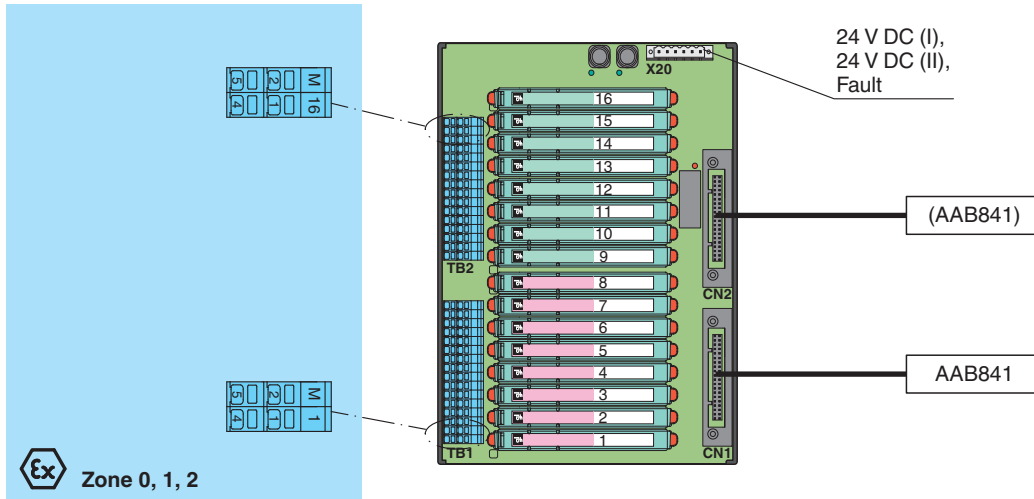 24 V DC (I),
24 V DC (II),
Fault
X20
5 2 M
4 1 16
16
15
14
13
12
11
10
9
8
7
6
5
4
3
2
1
TB2
TB1
CN2
CN1
(AAB841)
AAB841
5 2 M
4 1 1
Ex Zone 0, 1, 2